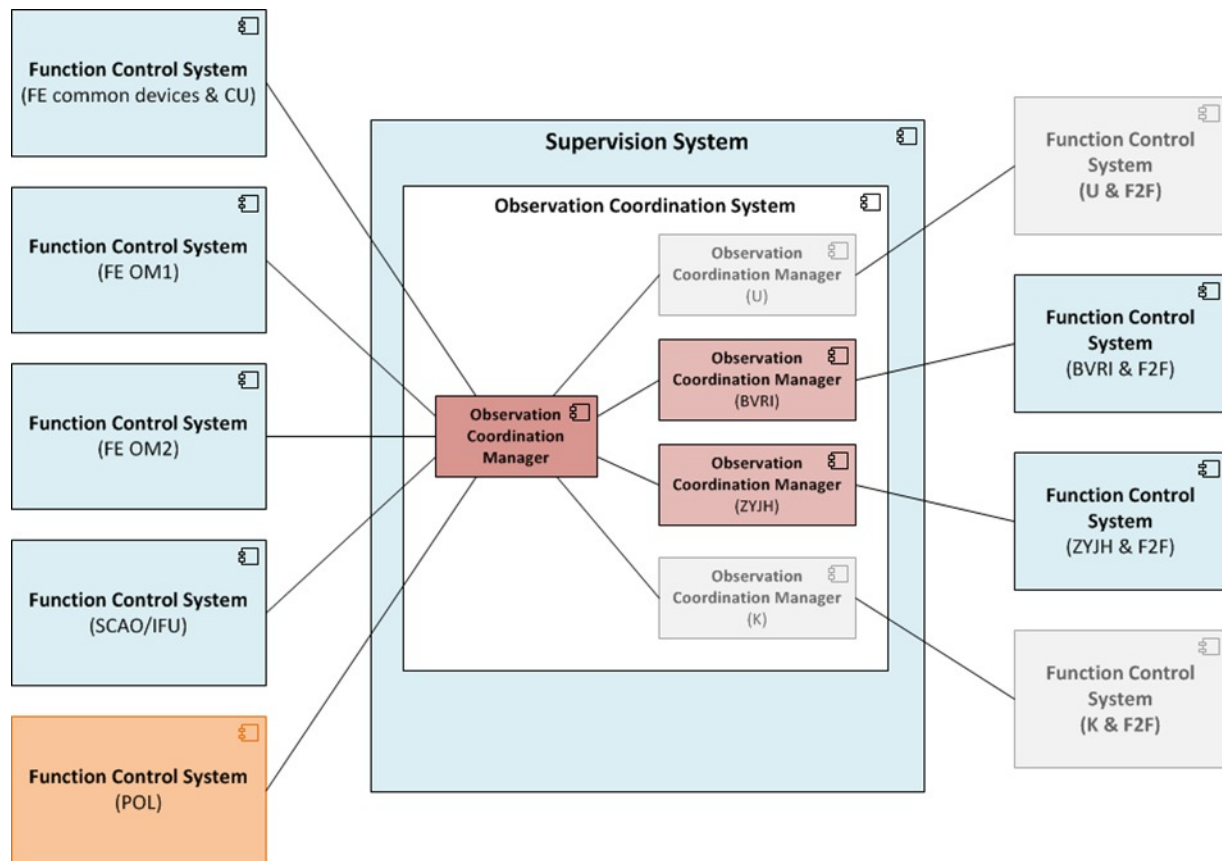 Function Control System
(FE common devices & CU)
Function Control System
(FE OM1)
Function Control System
(FE OM2)
Function Control System
(SCAO/IFU)
Function Control System
(POL)
Supervision System
Observation Coordination System
Observation
Coordination
Manager
Observation
Coordination Manager
(U)
Observation
Coordination Manager
(BVRI)
Observation
Coordination Manager
(ZYJH)
Observation
Coordination Manager
(K)
Function Control
System
(U & F2F)
Function Control
System
(BVRI & F2F)
Function Control
System
(ZYJH & F2F)
Function Control
System
(K & F2F)